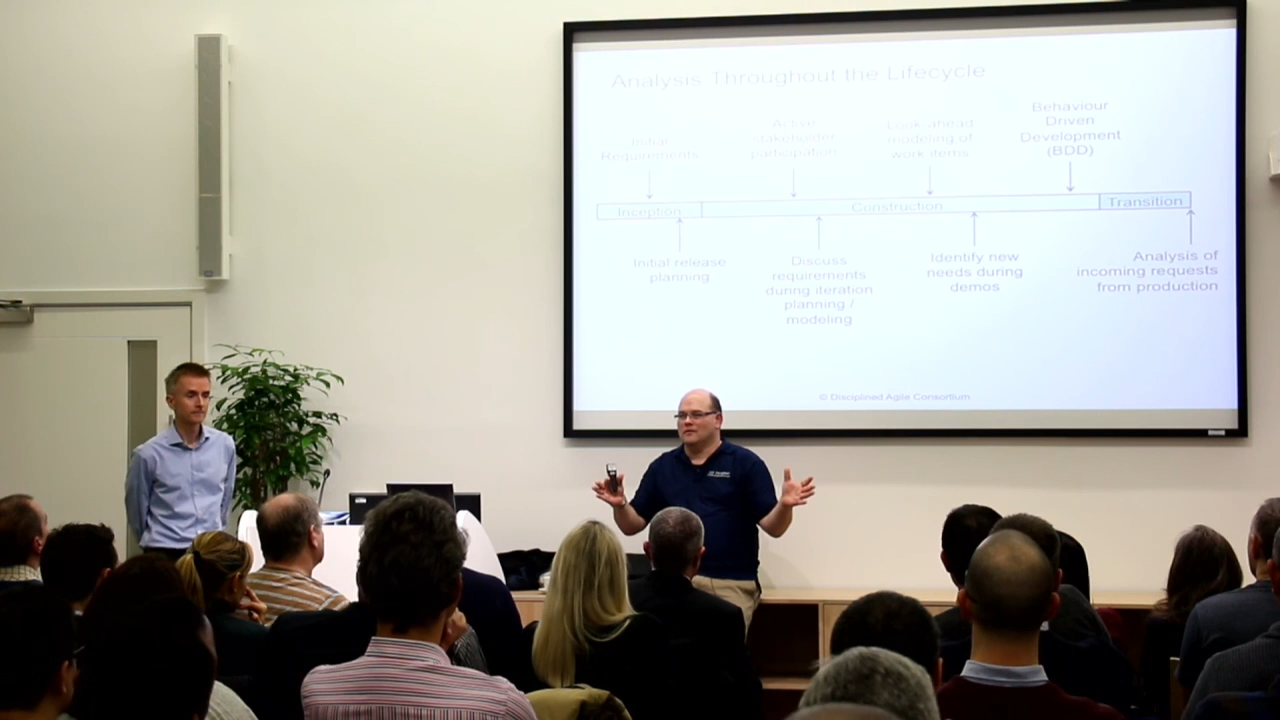 Analysis Throughout the Lifecycle
Initial
Requirements
Active
stakeholder
participation
Look-ahead
modeling of
work items
Behaviour
Driven
Development
(BDD)
Inception
Construction
Transition
Initial release
planning
Discuss
requirements
during iteration
planning /
modeling
Identify new
needs during
demos
Analysis of
incoming requests
from production
© Disciplined Agile Consortium